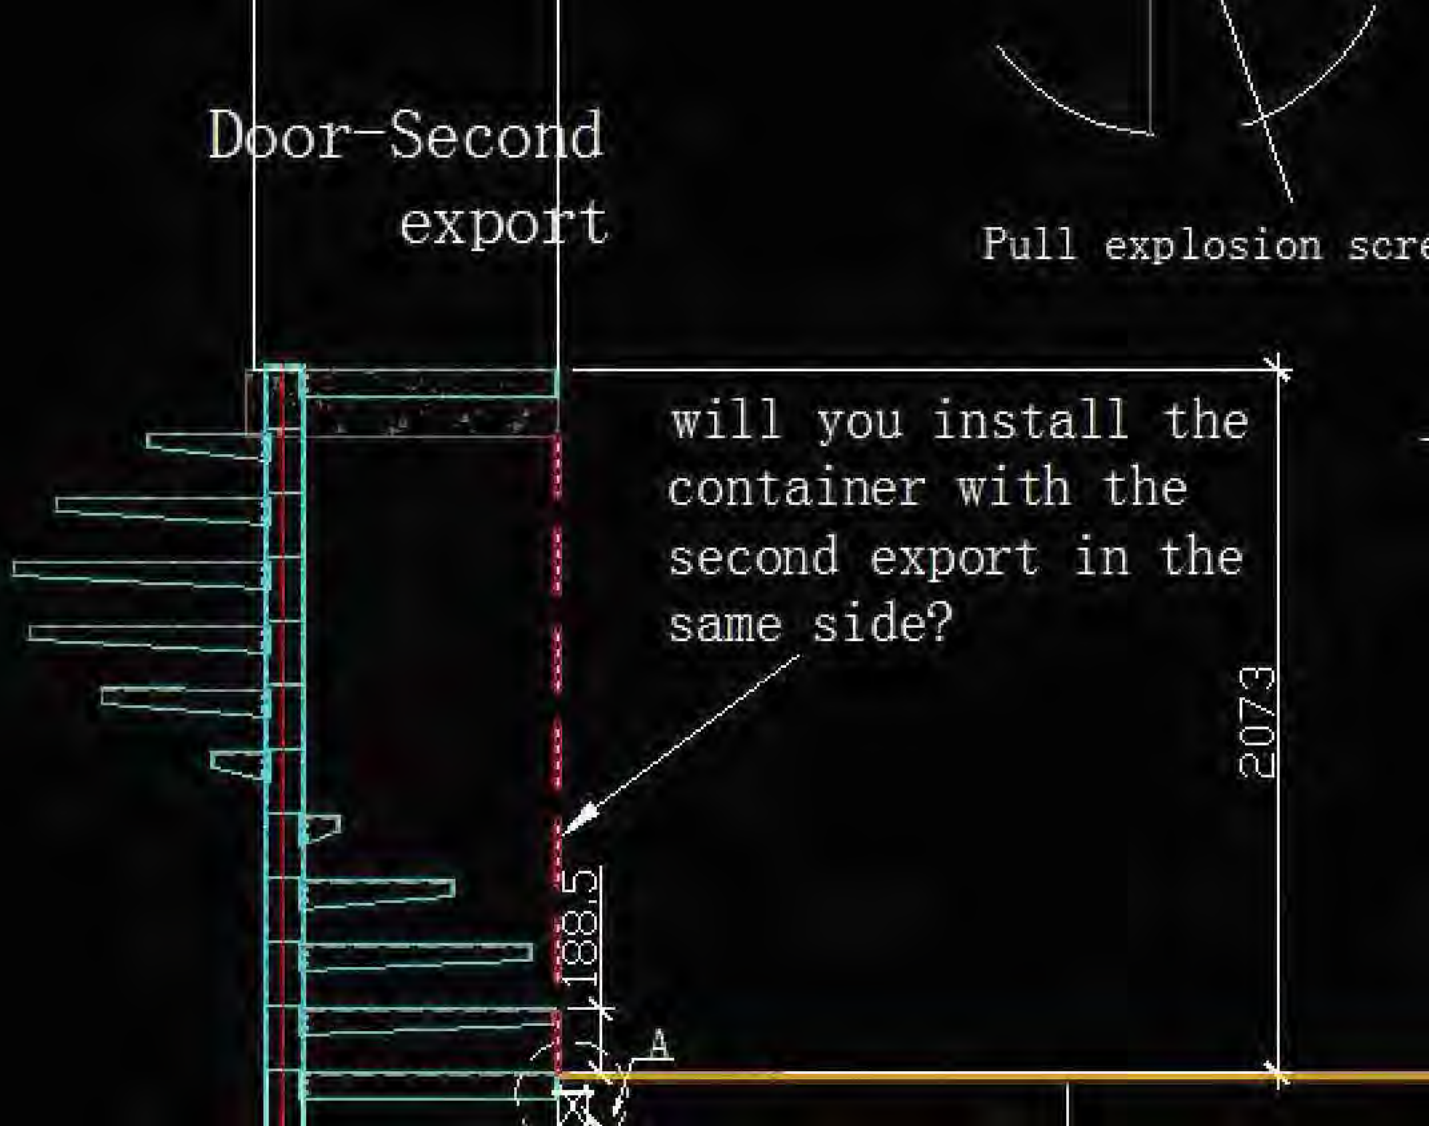 Door-Second
export
Pull explosion scre
will you install the
container with the
second export in the
same side?
2073
188.5
A